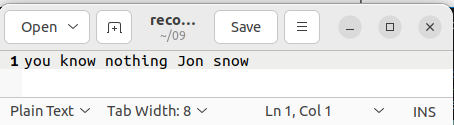 Open reco... Save
~/09
1 you know nothing Jon snow
Plain Text Tab Width: 8 Ln 1, Col 1 INS